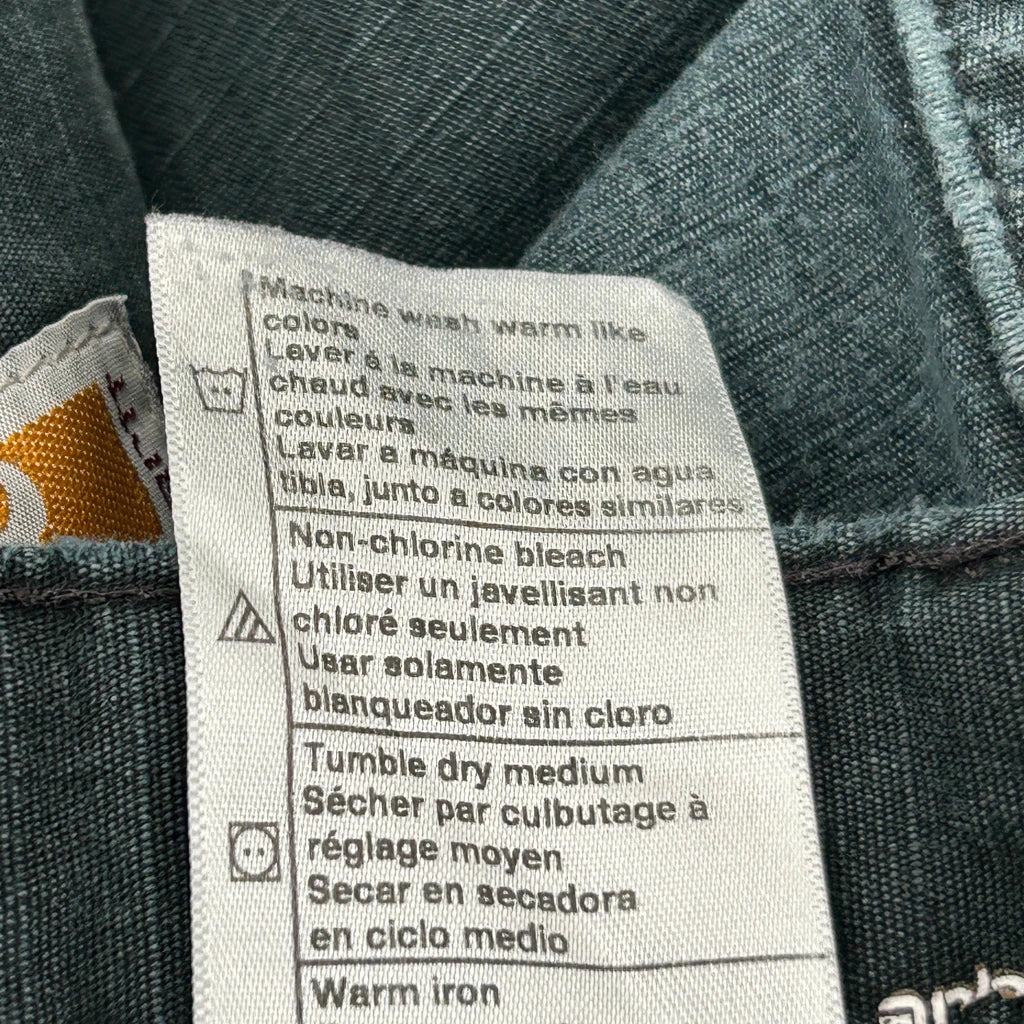 Machine wash warm like
colors
Laver à la machine à l'eau
chaud avec les mêmes
couleurs
Lavar a máquina con agua
tibia, junto a colores similares
Non-chlorine bleach
Utiliser un javellisant non
chloré seulement
Usar solamente
blanqueador sin cloro
Tumble dry medium
Sécher par culbutage à
réglage moyen
Secar en secadora
en ciclo medio
Warm iron